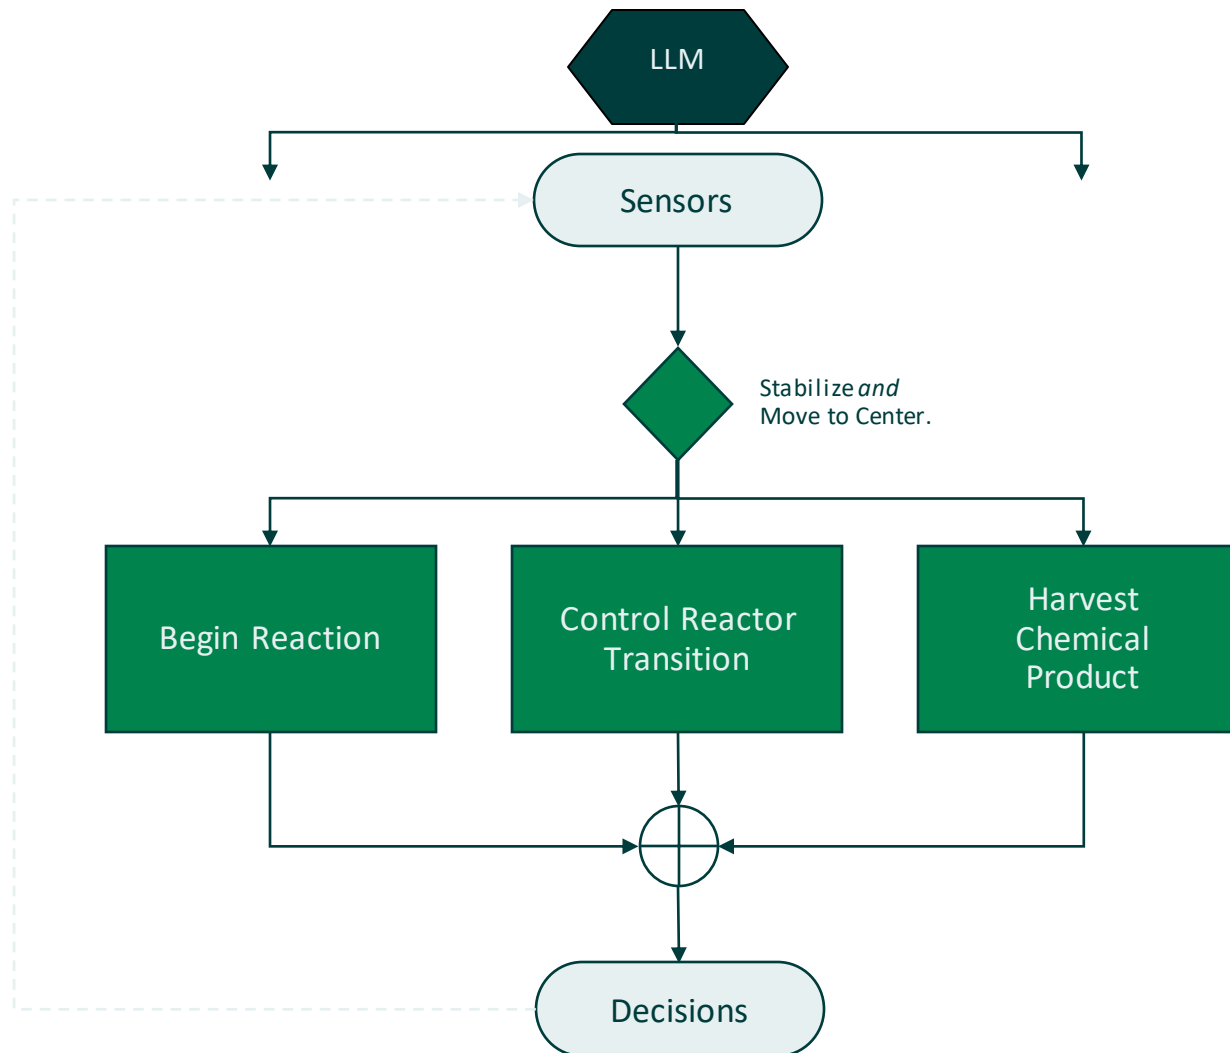 LLM
Sensors
Stabilize and
Move to Center.
Begin Reaction
Control Reactor
Transition
Harvest
Chemical
Product
Decisions